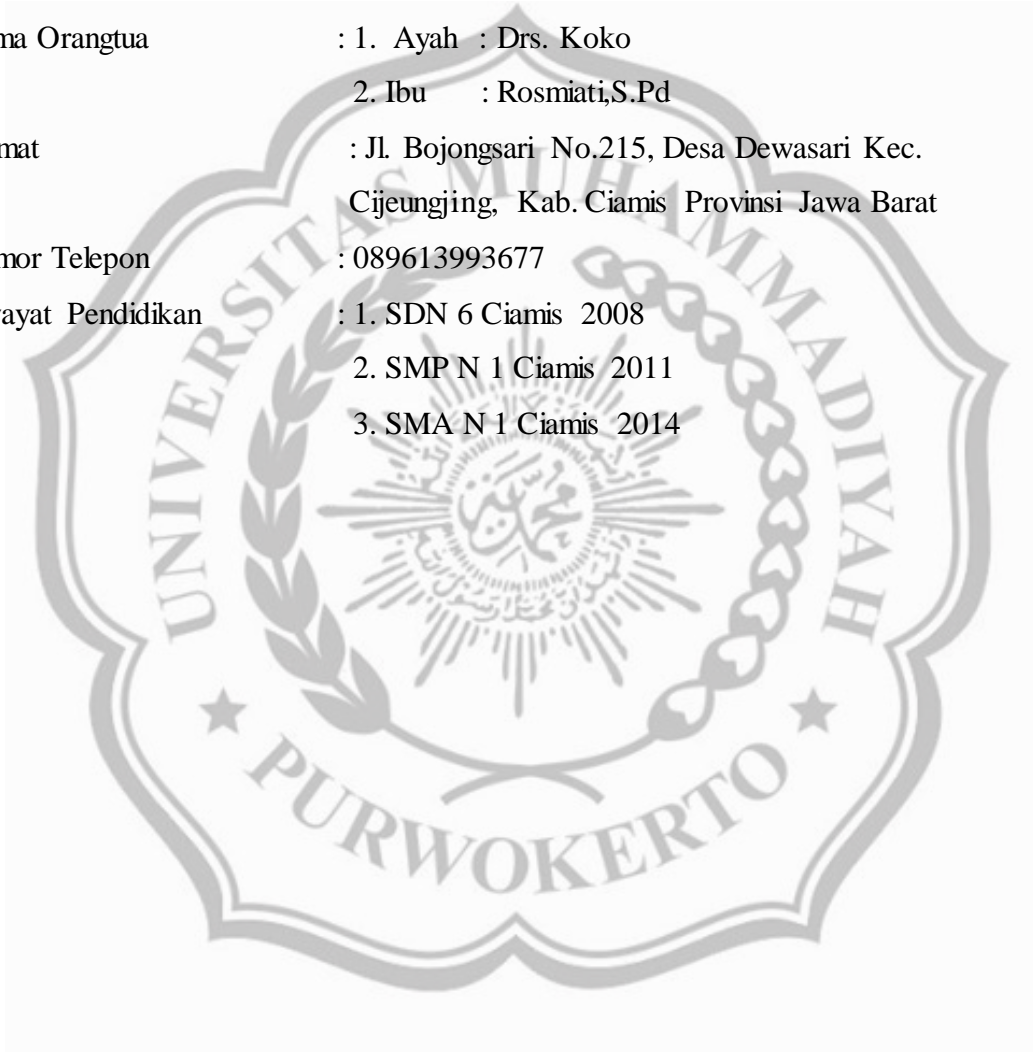 ma Orangtua : 1. Ayah : Drs. Koko
2. Ibu : Rosmiati,S.Pd
mat : Jl. Bojongsari No.215, Desa Dewasari Kec.
Cijeungjing, Kab. Ciamis Provinsi Jawa Barat
mor Telepon : 089613993677
ayat Pendidikan : 1. SDN 6 Ciamis 2008
2. SMP N 1 Ciamis 2011
3. SMA N 1 Ciamis 2014
UNIVERSITAS MUHAMMADIYAH
PURWOKERTO